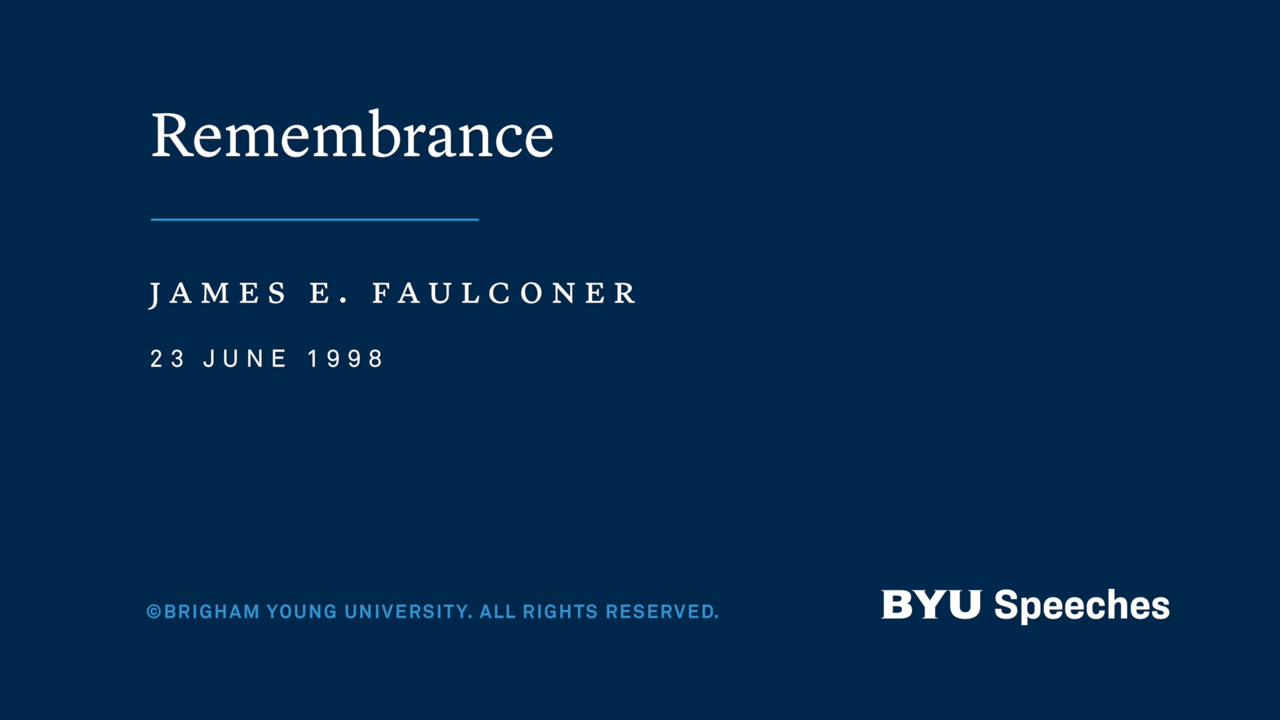 Remembrance
JAMES E. FAULCONER
23 JUNE 1998
©BRIGHAM YOUNG UNIVERSITY. ALL RIGHTS RESERVED.
BYU Speeches